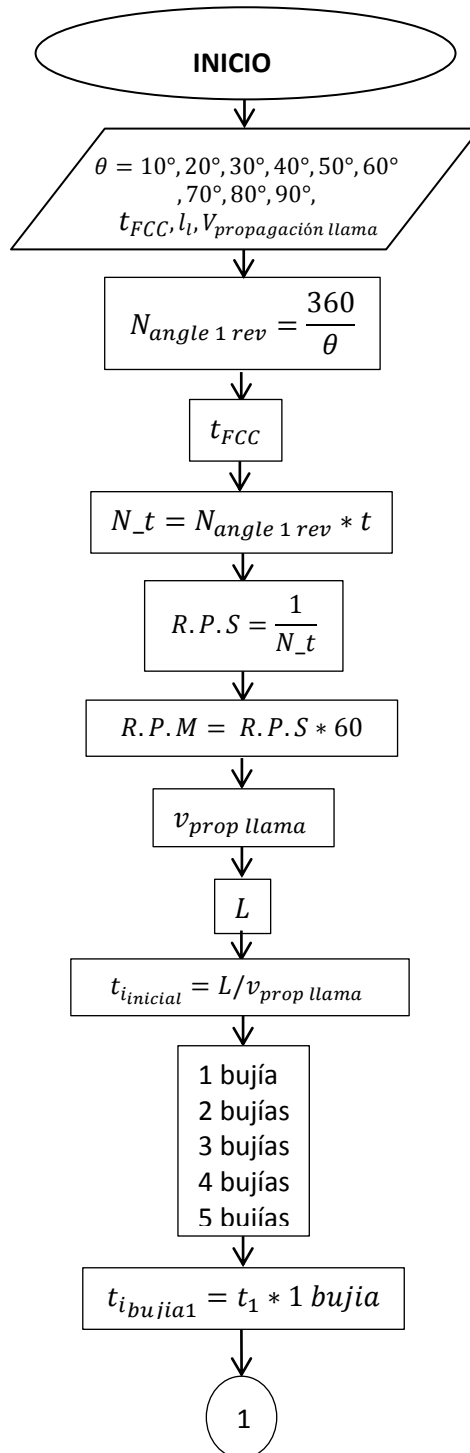 INICIO
θ = 10°, 20°, 30°, 40°, 50°, 60°
, 70°, 80°, 90°,
t_FCC, l_l, V_propagación llama
N_angle 1 rev = 360/θ
t_FCC
N_t = N_angle 1 rev * t
R.P.S = 1/N_t
R.P.M = R.P.S * 60
v_prop llama
L
t_i_inicial = L/v_prop llama
1 bujía
2 bujías
3 bujías
4 bujías
5 bujías
t_i_bujia1 = t_1 * 1 bujia
1